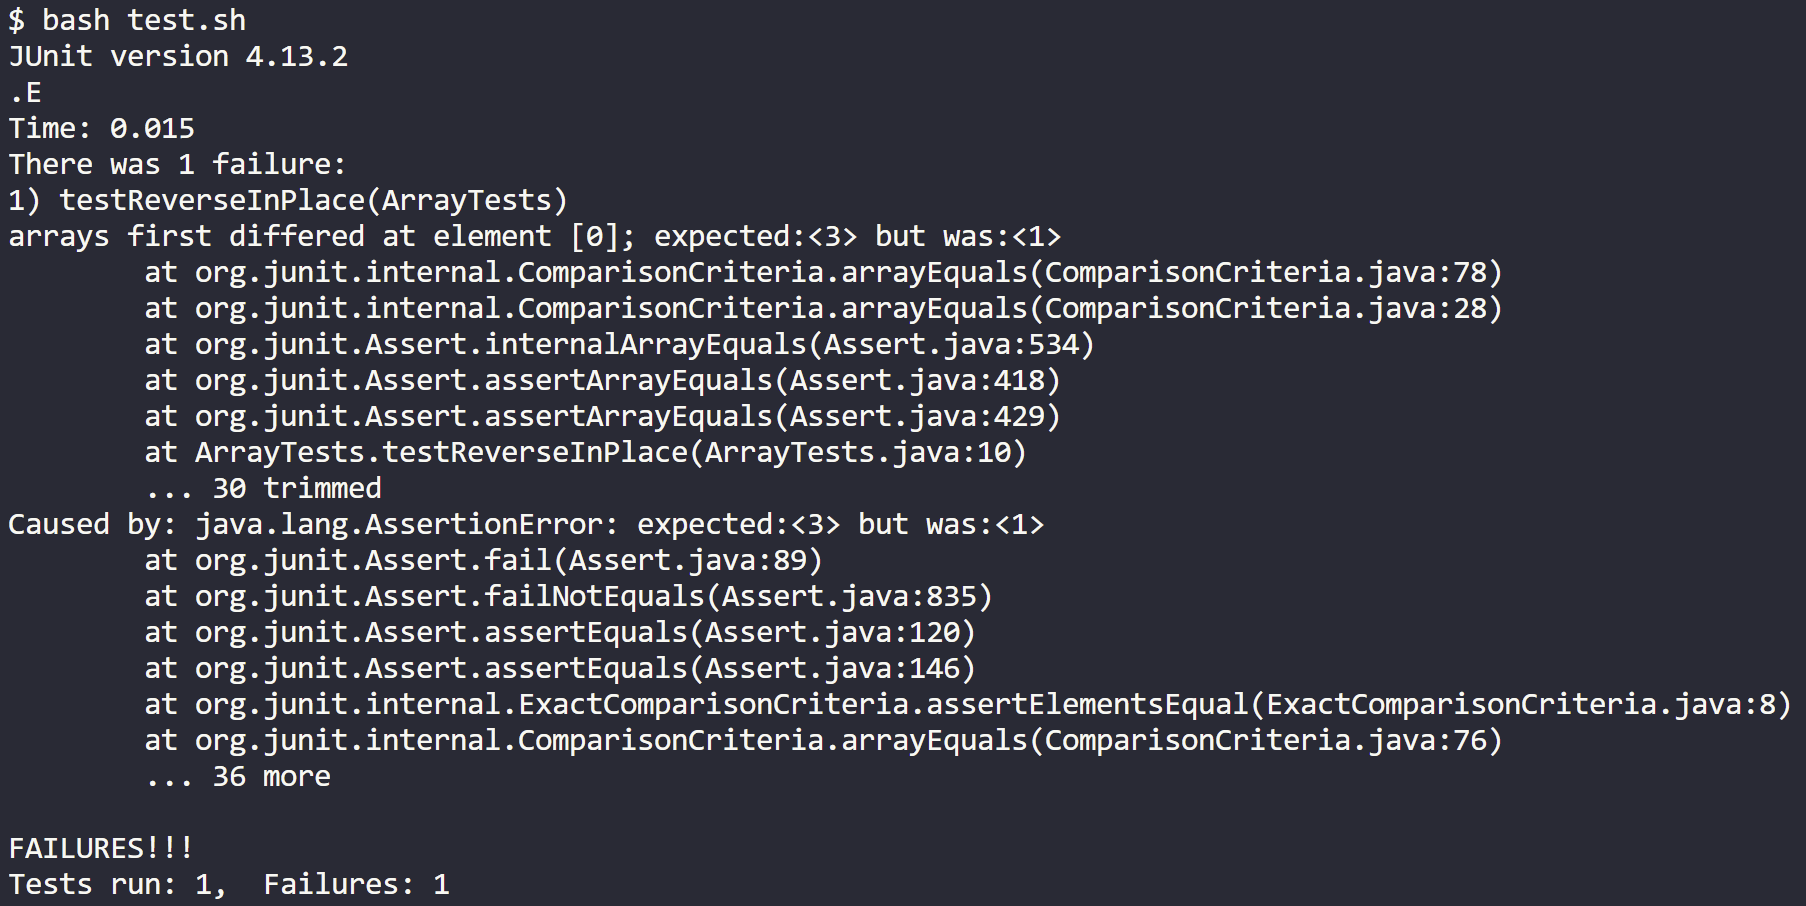 $ bash test.sh
JUnit version 4.13.2
.E
Time: 0.015
There was 1 failure:
1) testReverseInPlace(ArrayTests)
arrays first differed at element [0]; expected:<3> but was:<1>
        at org.junit.internal.ComparisonCriteria.arrayEquals(ComparisonCriteria.java:78)
        at org.junit.internal.ComparisonCriteria.arrayEquals(ComparisonCriteria.java:28)
        at org.junit.Assert.internalArrayEquals(Assert.java:534)
        at org.junit.Assert.assertArrayEquals(Assert.java:418)
        at org.junit.Assert.assertArrayEquals(Assert.java:429)
        at ArrayTests.testReverseInPlace(ArrayTests.java:10)
        ... 30 trimmed
Caused by: java.lang.AssertionError: expected:<3> but was:<1>
        at org.junit.Assert.fail(Assert.java:89)
        at org.junit.Assert.failNotEquals(Assert.java:835)
        at org.junit.Assert.assertEquals(Assert.java:120)
        at org.junit.Assert.assertEquals(Assert.java:146)
        at org.junit.internal.ExactComparisonCriteria.assertElementsEqual(ExactComparisonCriteria.java:8)
        at org.junit.internal.ComparisonCriteria.arrayEquals(ComparisonCriteria.java:76)
        ... 36 more

FAILURES!!!
Tests run: 1,  Failures: 1